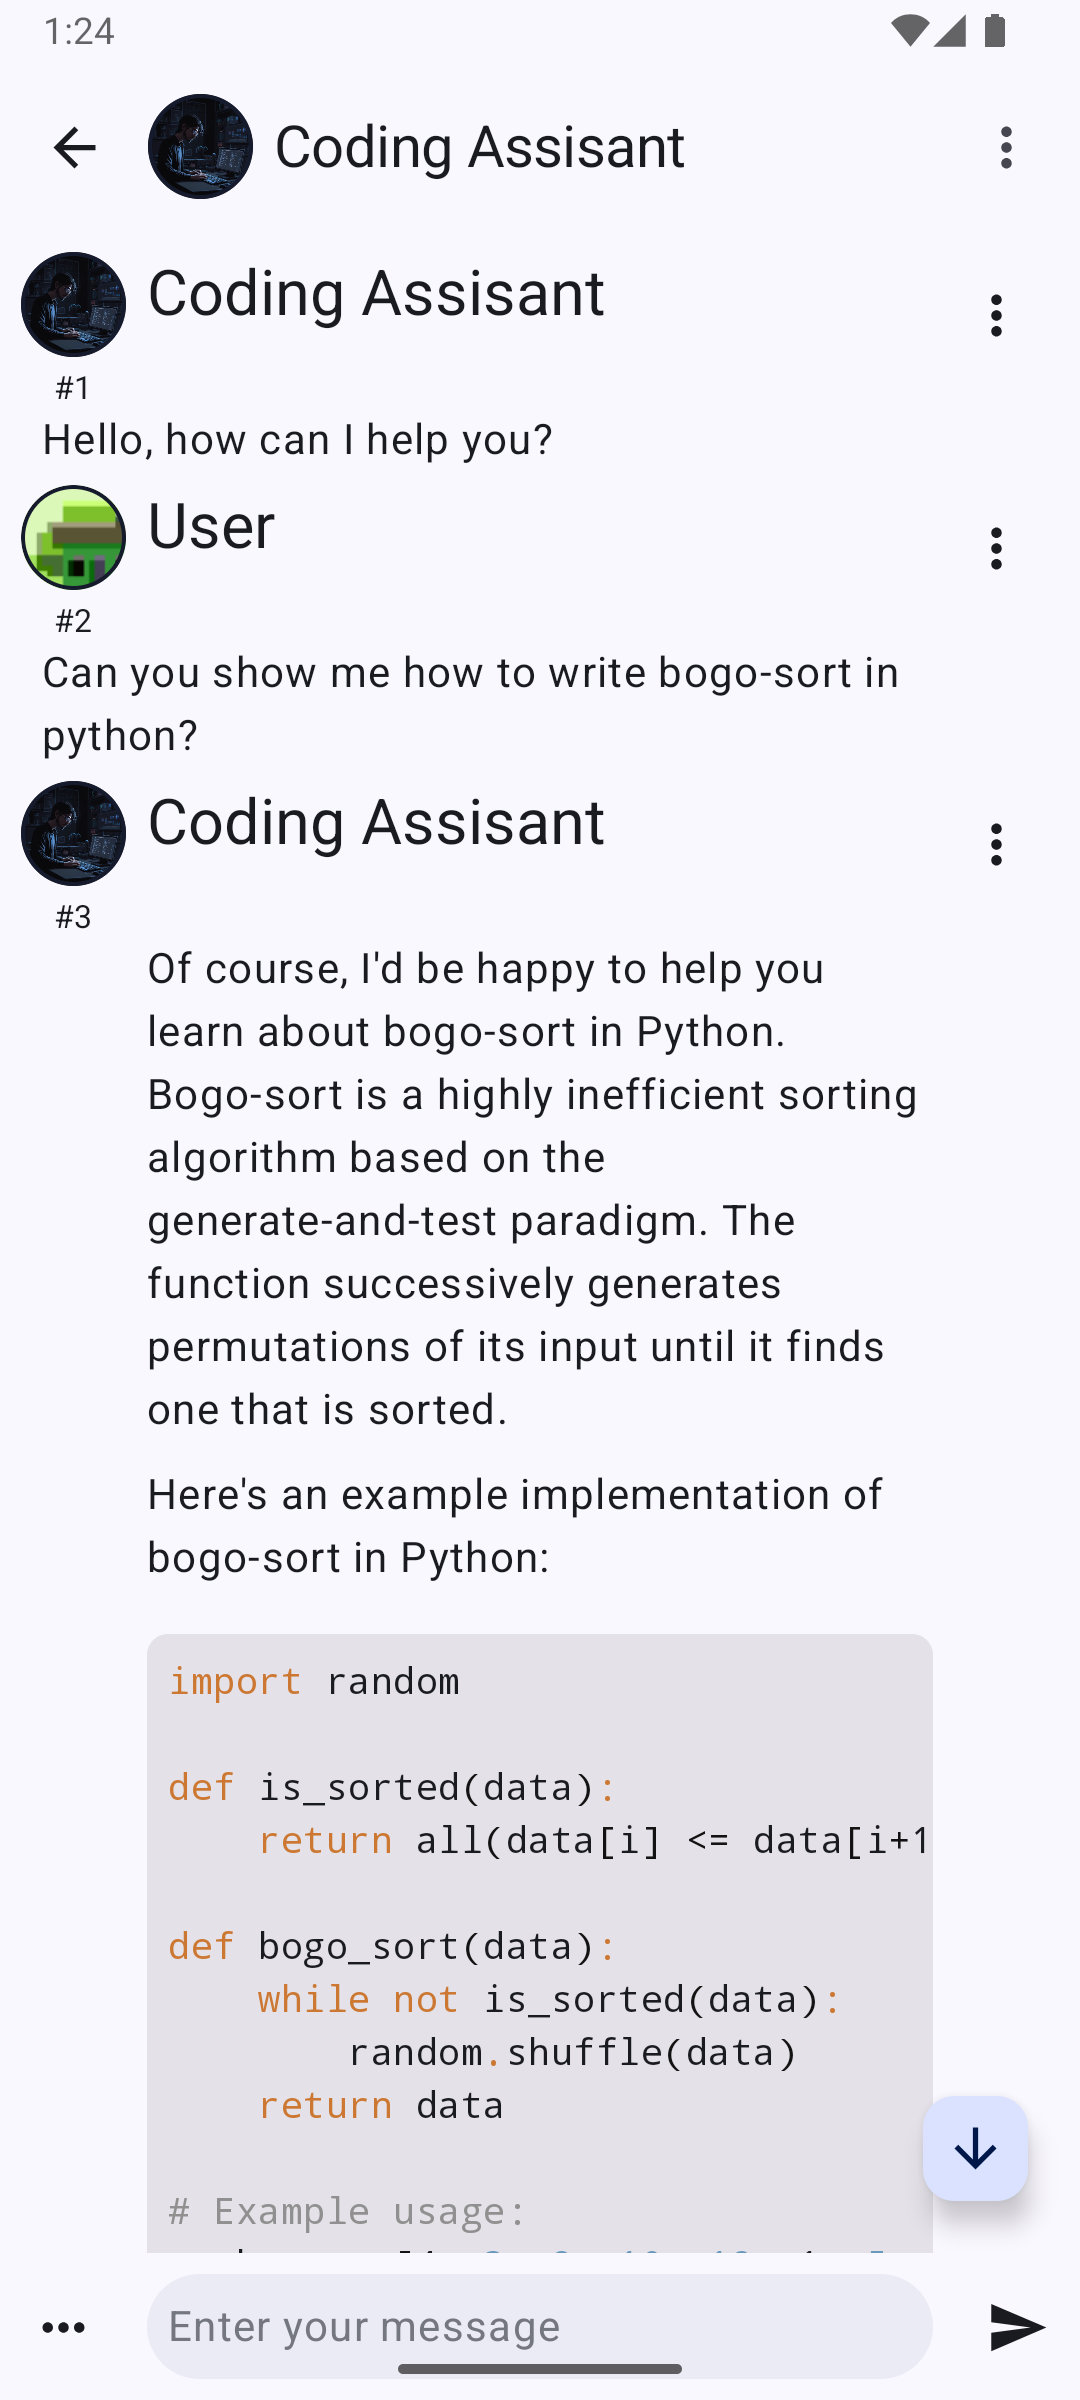 1:24
Coding Assisant
Coding Assisant
#1
Hello, how can I help you?
User
#2
Can you show me how to write bogo-sort in
python?
Coding Assisant
#3
Of course, I'd be happy to help you
learn about bogo-sort in Python.
Bogo-sort is a highly inefficient sorting
algorithm based on the
generate-and-test paradigm. The
function successively generates
permutations of its input until it finds
one that is sorted.
Here's an example implementation of
bogo-sort in Python:
import random
def is_sorted(data):
    return all(data[i] <= data[i+1
def bogo_sort(data):
    while not is_sorted(data):
        random.shuffle(data)
    return data
# Example usage:
Enter your message